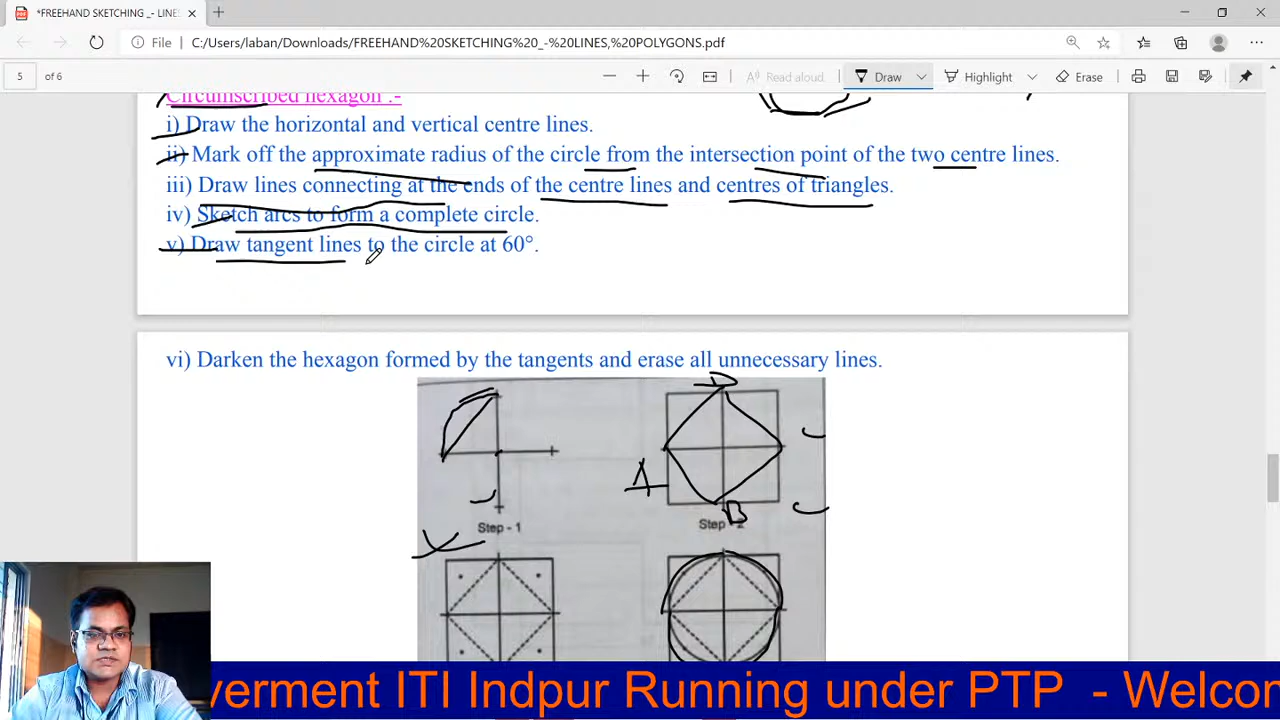 *FREEHAND SKETCHING _- LINE
File C:/Users/laban/Downloads/FREEHAND%20SKETCHING%20_-%20LINES,%20POLYGONS.pdf
5 of 6 Read aloud Draw Highlight Erase
Circumscribed hexagon :-
i) Draw the horizontal and vertical centre lines.
ii) Mark off the approximate radius of the circle from the intersection point of the two centre lines.
iii) Draw lines connecting at the ends of the centre lines and centres of triangles.
iv) Sketch arcs to form a complete circle.
v) Draw tangent lines to the circle at 60°.
vi) Darken the hexagon formed by the tangents and erase all unnecessary lines.
D
A
B
Step - 1 Step - 2
verment ITI Indpur Running under PTP - Welcom